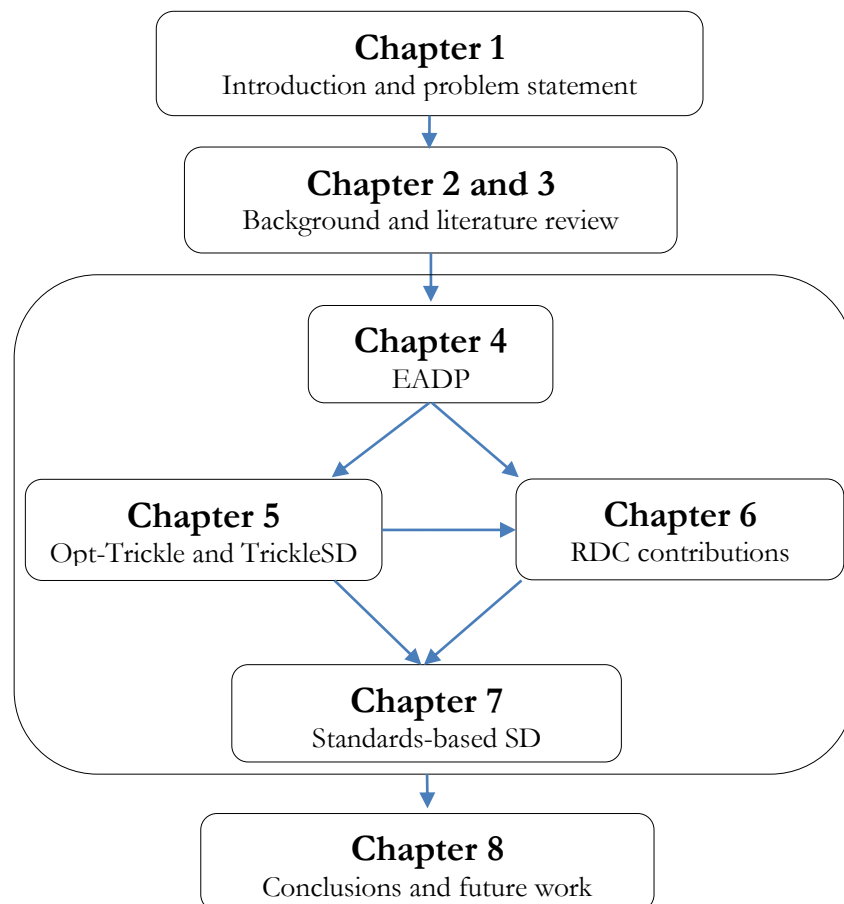 Chapter 1
Introduction and problem statement
Chapter 2 and 3
Background and literature review
Chapter 4
EADP
Chapter 5
Opt-Trickle and TrickleSD
Chapter 6
RDC contributions
Chapter 7
Standards-based SD
Chapter 8
Conclusions and future work